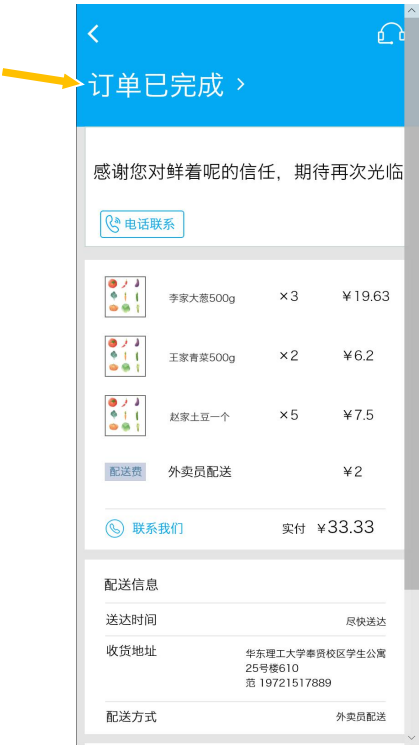 订单已完成 >
感谢您对鲜着呢的信任，期待再次光临
电话联系
李家大葱500g ×3 ￥19.63
王家青菜500g ×2 ￥6.2
赵家土豆一个 ×5 ￥7.5
配送费 外卖员配送 ￥2
联系我们 实付 ￥33.33
配送信息
送达时间 尽快送达
收货地址 华东理工大学奉贤校区学生公寓
25号楼610
范 19721517889
配送方式 外卖员配送